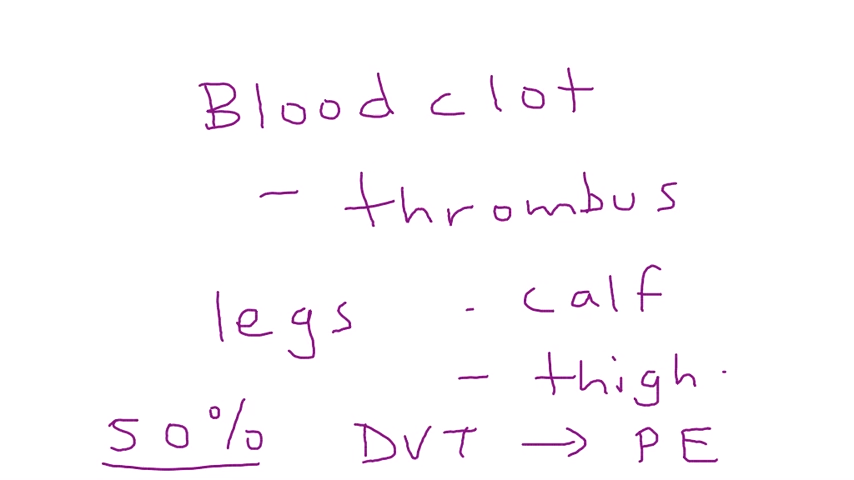 Blood clot
- thrombus
legs - calf
- thigh.
50% DVT → PE